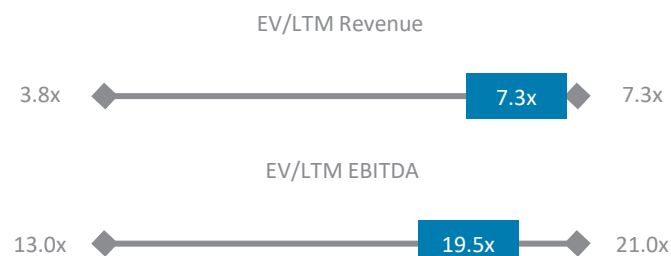 EV/LTM Revenue
3.8x 7.3x 7.3x
EV/LTM EBITDA
13.0x 19.5x 21.0x